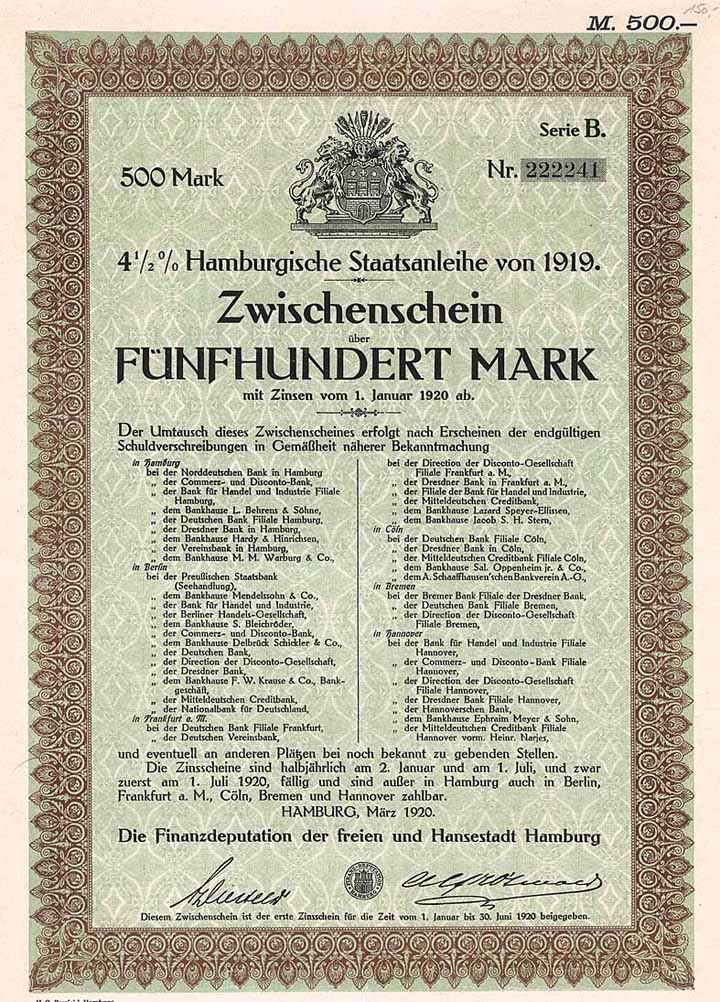 150.-
M. 500.—
Serie B.
500 Mark
Nr. 222241
4½% Hamburgische Staatsanleihe von 1919.
Zwischenschein
über
FÜNFHUNDERT MARK
mit Zinsen vom 1. Januar 1920 ab.
Der Umtausch dieses Zwischenscheines erfolgt nach Erscheinen der endgültigen
Schuldverschreibungen in Gemäßheit näherer Bekanntmachung
in Hamburg
bei der Norddeutschen Bank in Hamburg
„ der Commerz- und Disconto-Bank,
„ der Bank für Handel und Industrie Filiale
Hamburg,
„ dem Bankhause L. Behrens & Söhne,
„ der Deutschen Bank Filiale Hamburg,
„ der Dresdner Bank in Hamburg,
„ dem Bankhause Hardy & Hinrichsen,
„ der Vereinsbank in Hamburg,
„ dem Bankhause M. M. Warburg & Co.,
in Berlin
bei der Preußischen Staatsbank
(Seehandlung),
„ dem Bankhause Mendelssohn & Co.,
„ der Bank für Handel und Industrie,
„ der Berliner Handels-Gesellschaft,
„ dem Bankhause S. Bleichröder,
„ der Commerz- und Disconto-Bank,
„ dem Bankhause Delbrück Schickler & Co.,
„ der Deutschen Bank,
„ der Direction der Disconto-Gesellschaft,
„ der Dresdner Bank,
„ dem Bankhause F. W. Krause & Co., Bank-
geschäft,
„ der Mitteldeutschen Creditbank,
„ der Nationalbank für Deutschland,
in Frankfurt a. M.
bei der Deutschen Bank Filiale Frankfurt,
„ der Deutschen Vereinsbank,
bei der Direction der Disconto-Gesellschaft
Filiale Frankfurt a. M.,
„ der Dresdner Bank in Frankfurt a. M.,
„ der Filiale der Bank für Handel und Industrie,
„ der Mitteldeutschen Creditbank,
„ dem Bankhause Lazard Speyer-Ellissen,
„ dem Bankhause Jacob S. H. Stern,
in Cöln
bei der Deutschen Bank Filiale Cöln,
„ der Dresdner Bank in Cöln,
„ der Mitteldeutschen Creditbank Filiale Cöln,
„ dem Bankhause Sal. Oppenheim jr. & Co.,
„ dem A. Schaaffhausen'schen Bankverein A.-G.,
in Bremen
bei der Bremer Bank Filiale der Dresdner Bank,
„ der Deutschen Bank Filiale Bremen,
„ der Direction der Disconto-Gesellschaft
Filiale Bremen,
in Hannover
bei der Bank für Handel und Industrie Filiale
Hannover,
„ der Commerz- und Disconto-Bank Filiale
Hannover,
„ der Direction der Disconto-Gesellschaft
Filiale Hannover,
„ der Dresdner Bank Filiale Hannover,
„ der Hannoverschen Bank,
„ dem Bankhause Ephraim Meyer & Sohn,
„ der Mitteldeutschen Creditbank Filiale
Hannover vorm. Heinr. Narjes,
und eventuell an anderen Plätzen bei noch bekannt zu gebenden Stellen.
Die Zinsscheine sind halbjährlich am 2. Januar und am 1. Juli, und zwar
zuerst am 1. Juli 1920, fällig und sind außer in Hamburg auch in Berlin,
Frankfurt a. M., Cöln, Bremen und Hannover zahlbar.
HAMBURG, März 1920.
Die Finanzdeputation der freien und Hansestadt Hamburg
Diesem Zwischenschein ist der erste Zinsschein für die Zeit vom 1. Januar bis 30. Juni 1920 beigegeben.